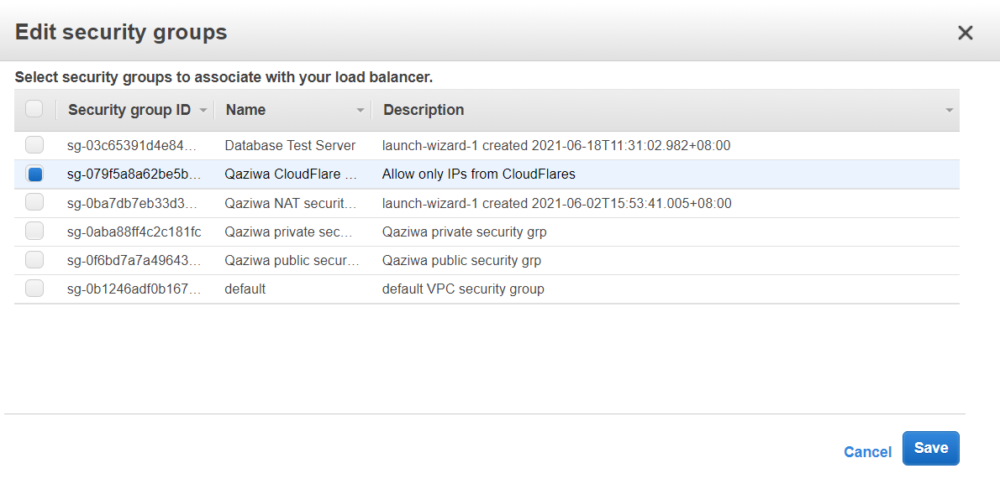 Edit security groups
Select security groups to associate with your load balancer.
Security group ID Name Description
sg-03c65391d4e84… Database Test Server launch-wizard-1 created 2021-06-18T11:31:02.982+08:00
sg-079f5a8a62be5b… Qaziwa CloudFlare … Allow only IPs from CloudFlares
sg-0ba7db7eb33d3… Qaziwa NAT securit… launch-wizard-1 created 2021-06-02T15:53:41.005+08:00
sg-0aba88ff4c2c181fc Qaziwa private sec… Qaziwa private security grp
sg-0f6bd7a7a49643… Qaziwa public secur… Qaziwa public security grp
sg-0b1246adf0b167… default default VPC security group
Cancel Save